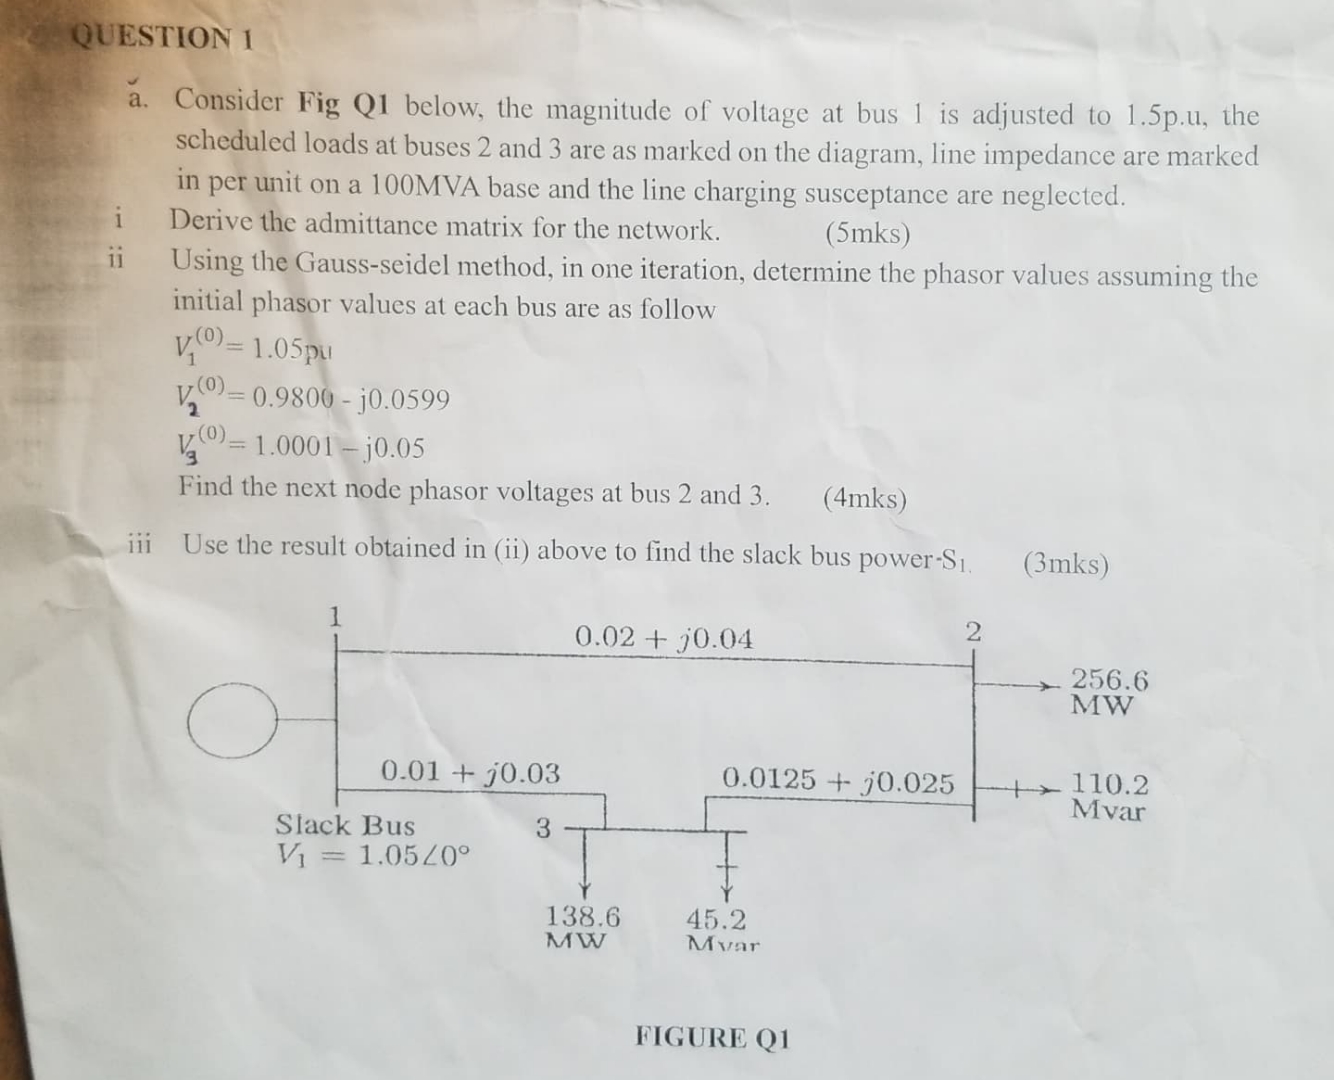 QUESTION 1
a. Consider Fig Q1 below, the magnitude of voltage at bus 1 is adjusted to 1.5p.u, the
scheduled loads at buses 2 and 3 are as marked on the diagram, line impedance are marked
in per unit on a 100MVA base and the line charging susceptance are neglected.
i Derive the admittance matrix for the network. (5mks)
ii Using the Gauss-seidel method, in one iteration, determine the phasor values assuming the
initial phasor values at each bus are as follow
V₁⁽⁰⁾= 1.05pu
V₂⁽⁰⁾= 0.9800 - j0.0599
V₃⁽⁰⁾= 1.0001 – j0.05
Find the next node phasor voltages at bus 2 and 3. (4mks)
iii Use the result obtained in (ii) above to find the slack bus power-S₁. (3mks)
1
0.02 + j0.04
2
256.6
MW
0.01 + j0.03
0.0125 + j0.025
110.2
Mvar
Slack Bus
V₁ = 1.05∠0°
3
138.6
MW
45.2
Mvar
FIGURE Q1